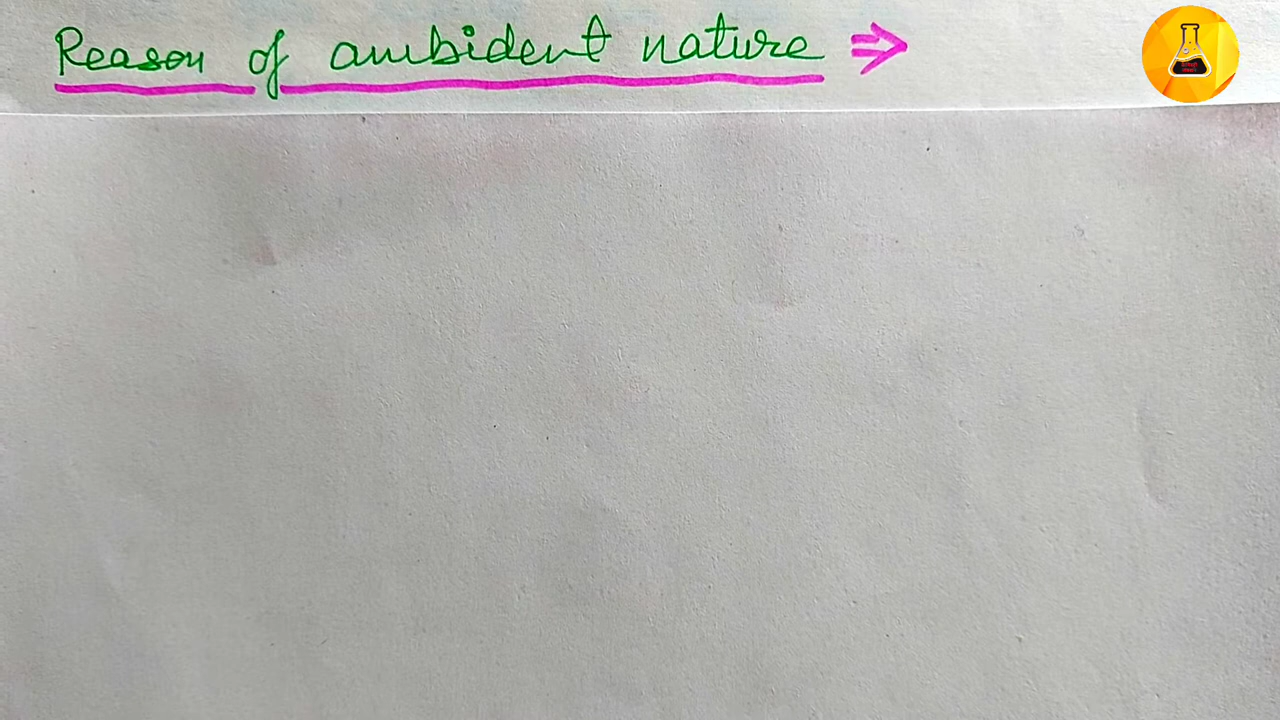 Reason of ambident nature ⇒